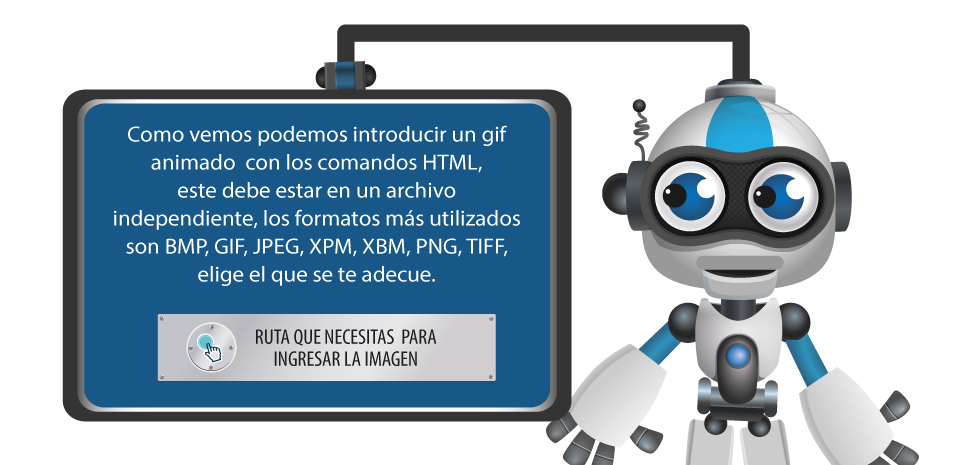 Como vemos podemos introducir un gif
animado con los comandos HTML,
este debe estar en un archivo
independiente, los formatos más utilizados
son BMP, GIF, JPEG, XPM, XBM, PNG, TIFF,
elige el que se te adecue.
RUTA QUE NECESITAS PARA
INGRESAR LA IMAGEN